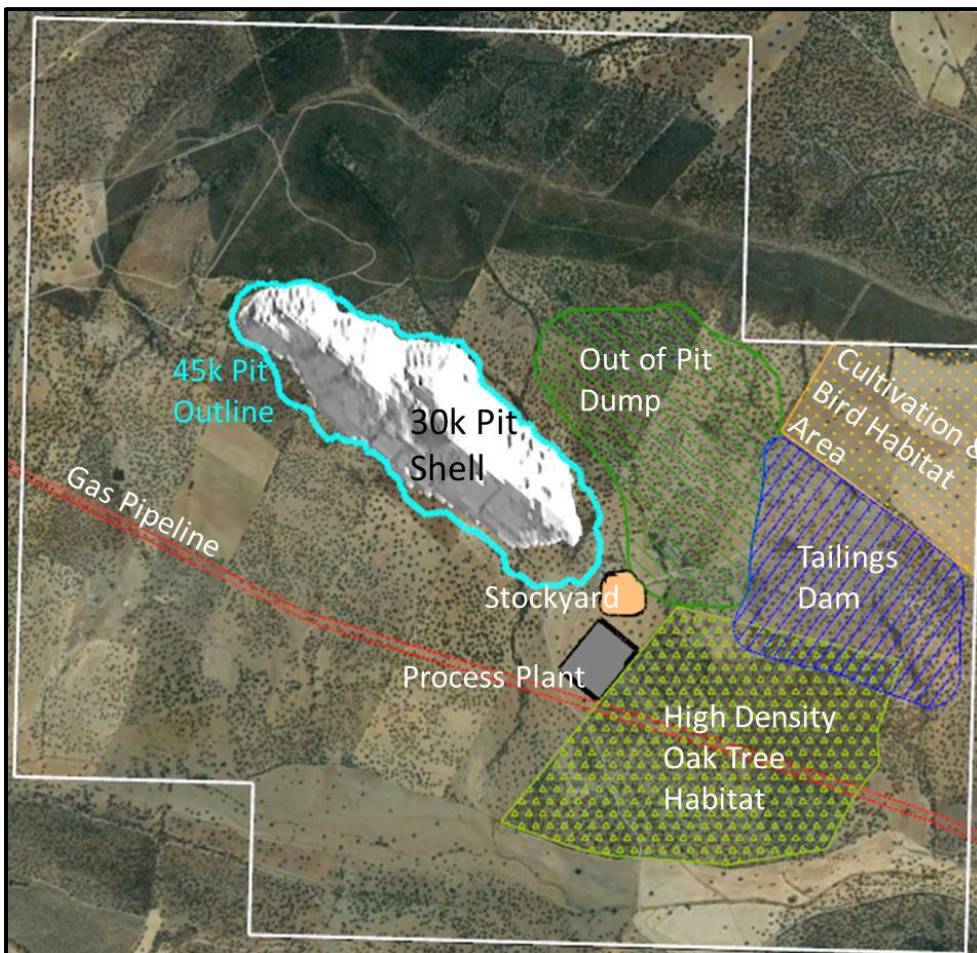 Out of Pit
Dump
Cultivation &
Bird Habitat
Area
45k Pit
Outline
30k Pit
Shell
Gas Pipeline
Tailings
Dam
Stockyard
Process Plant
High Density
Oak Tree
Habitat